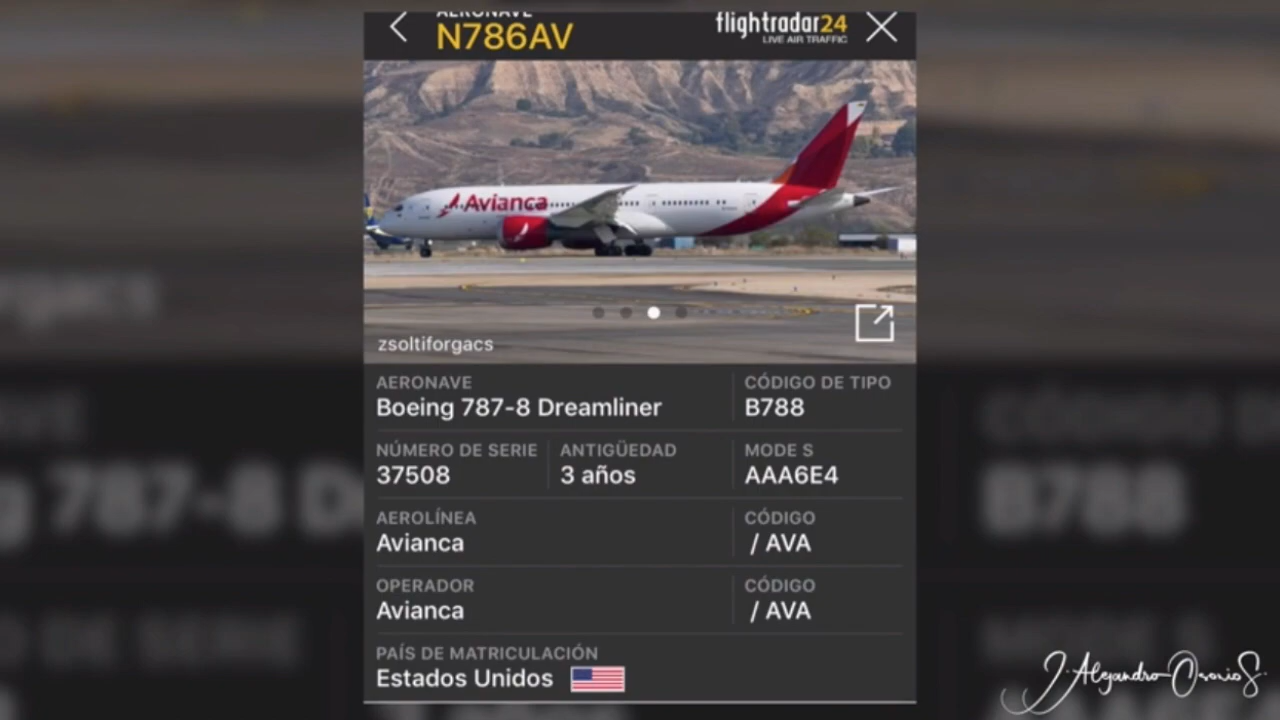 AERONAVE
N786AV
flightradar24
LIVE AIR TRAFFIC
Avianca
zsoltiforgacs
AERONAVE
Boeing 787-8 Dreamliner
CÓDIGO DE TIPO
B788
NÚMERO DE SERIE
37508
ANTIGÜEDAD
3 años
MODE S
AAA6E4
AEROLÍNEA
Avianca
CÓDIGO
/ AVA
OPERADOR
Avianca
CÓDIGO
/ AVA
PAÍS DE MATRICULACIÓN
Estados Unidos
J. Alejandro Osorio S.